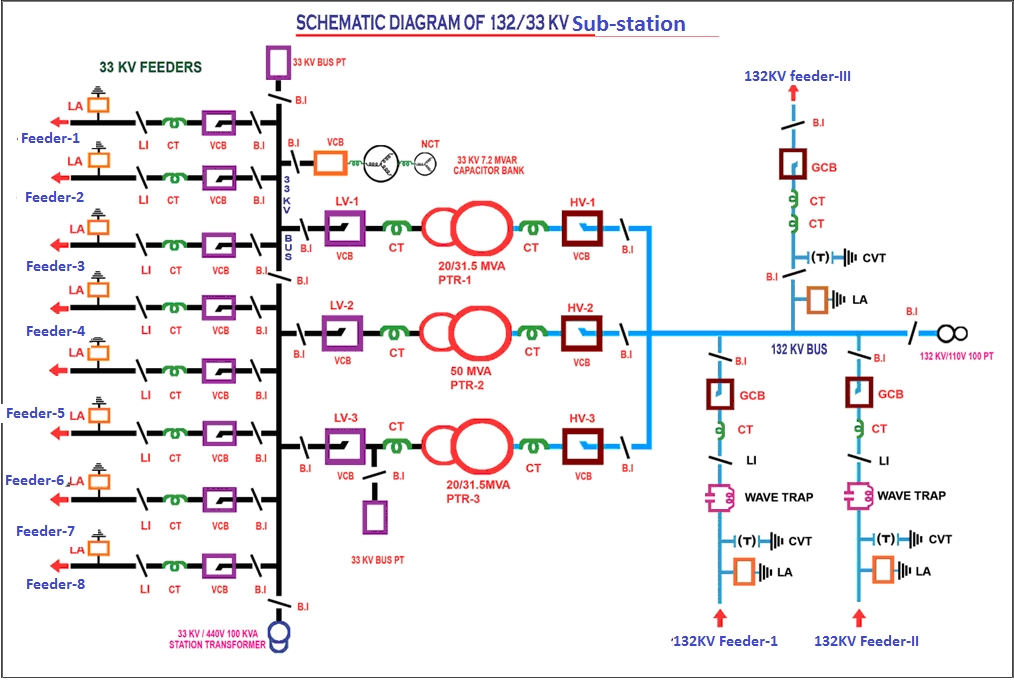 SCHEMATIC DIAGRAM OF 132/33 KV Sub-station
33 KV FEEDERS
33 KV BUS PT
B.I
132KV feeder-III
B.I
GCB
CT
CT
(T) CVT
B.I
LA
LA
Feeder-1
LI CT VCB B.I
LA
Feeder-2
LI CT VCB B.I
LA
Feeder-3
LI CT VCB B.I
LA
Feeder-4
LI CT VCB B.I
LA
LI CT VCB B.I
Feeder-5
LA
LI CT VCB B.I
Feeder-6
LA
LI CT VCB B.I
Feeder-7
LA
Feeder-8
LI CT VCB B.I
B.I
VCB
NCT
33 KV 7.2 MVAR
CAPACITOR BANK
33 KV BUS
B.I
LV-1
VCB
CT
20/31.5 MVA
PTR-1
CT
HV-1
VCB
B.I
B.I
LV-2
B.I
VCB
CT
50 MVA
PTR-2
CT
HV-2
VCB
B.I
LV-3
B.I
VCB
CT
B.I
20/31.5MVA
PTR-3
CT
HV-3
VCB
B.I
33 KV BUS PT
B.I
33 KV / 440V 100 KVA
STATION TRANSFORMER
132 KV BUS
B.I
132 KV/110V 100 PT
B.I
GCB
CT
LI
WAVE TRAP
(T) CVT
LA
132KV Feeder-1
B.I
GCB
CT
LI
WAVE TRAP
(T) CVT
LA
132KV Feeder-II